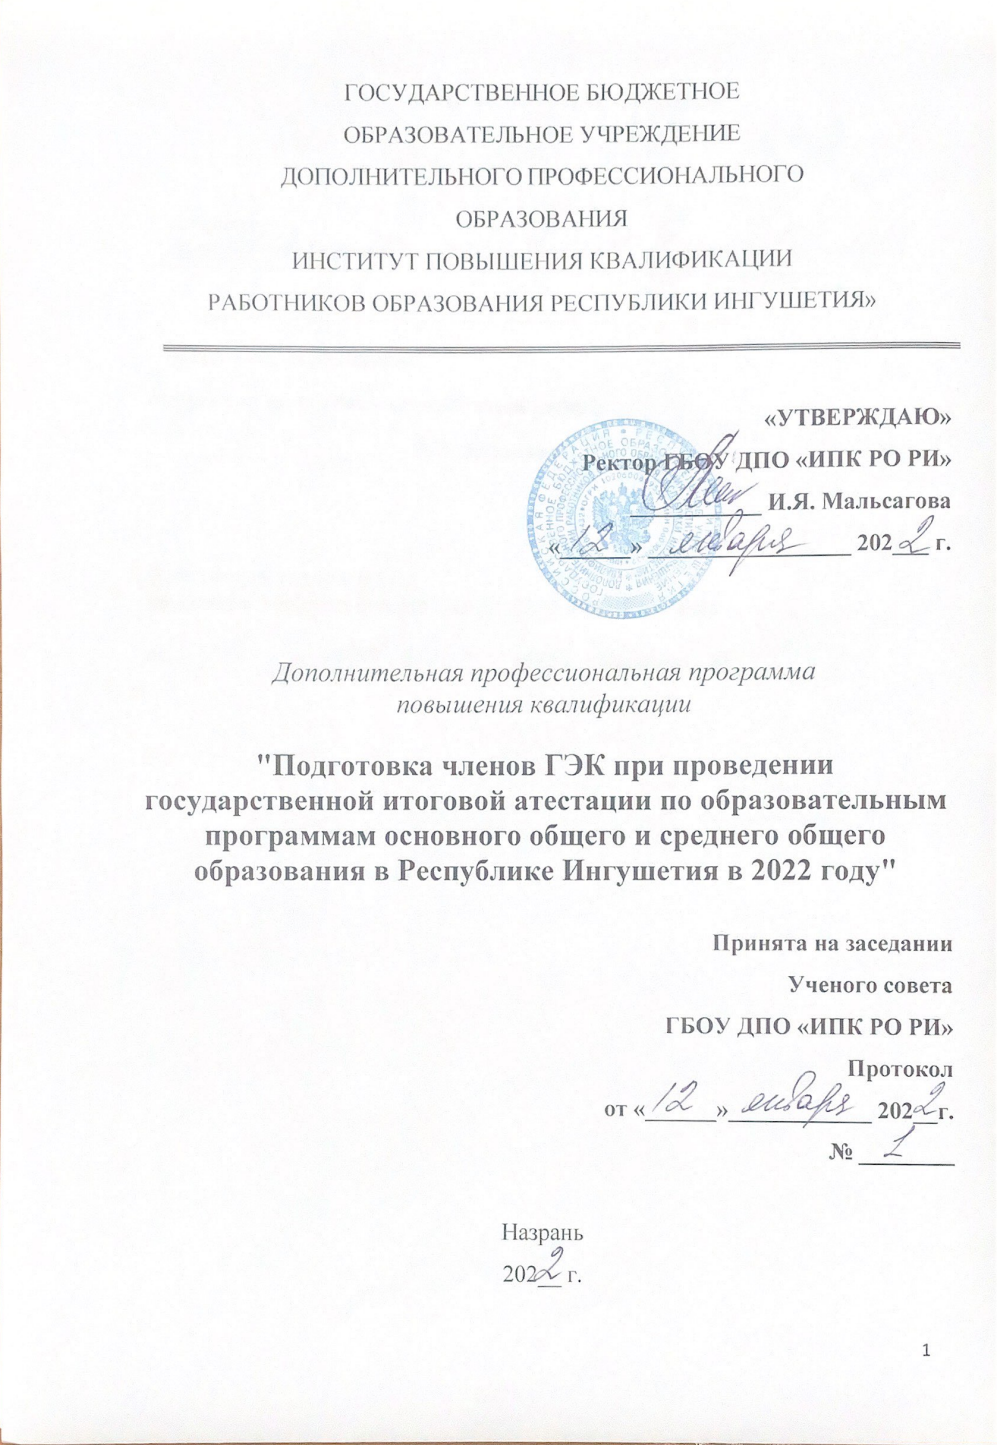 ГОСУДАРСТВЕННОЕ БЮДЖЕТНОЕ
ОБРАЗОВАТЕЛЬНОЕ УЧРЕЖДЕНИЕ
ДОПОЛНИТЕЛЬНОГО ПРОФЕССИОНАЛЬНОГО
ОБРАЗОВАНИЯ
ИНСТИТУТ ПОВЫШЕНИЯ КВАЛИФИКАЦИИ
РАБОТНИКОВ ОБРАЗОВАНИЯ РЕСПУБЛИКИ ИНГУШЕТИЯ»
«УТВЕРЖДАЮ»
Ректор ГБОУ ДПО «ИПК РО РИ»
И.Я. Мальсагова
«12» января 2022 г.
Дополнительная профессиональная программа
повышения квалификации
"Подготовка членов ГЭК при проведении
государственной итоговой атестации по образовательным
программам основного общего и среднего общего
образования в Республике Ингушетия в 2022 году"
Принята на заседании
Ученого совета
ГБОУ ДПО «ИПК РО РИ»
Протокол
от «12» января 2022 г.
№ 1
Назрань
2022 г.
1